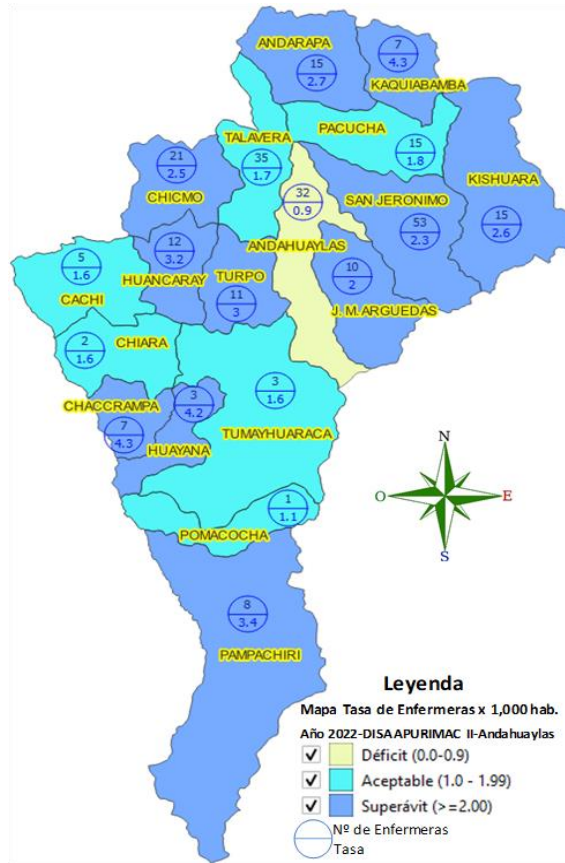 ANDARAPA
15
2.7
7
4.3
KAQUIABAMBA
TALAVERA
35
1.7
PACUCHA
15
1.8
21
2.5
CHICMO
32
0.9
ANDAHUAYLAS
SAN JERONIMO
53
2.3
KISHUARA
15
2.6
12
3.2
HUANCARAY
TURPO
11
3
10
2
J. M.ARGUEDAS
5
1.6
CACHI
2
1.6
CHIARA
3
1.6
TUMAYHUARACA
CHACCRAMPA
7
4.3
3
4.2
HUAYANA
1
1.1
POMACOCHA
8
3.4
PAMPACHIRI
N
O
E
S
Leyenda
Mapa Tasa de Enfermeras x 1,000 hab.
Año 2022-DISAAPURIMAC II-Andahuaylas
Déficit (0.0-0.9)
Aceptable (1.0 - 1.99)
Superávit (>=2.00)
Nº de Enfermeras
Tasa